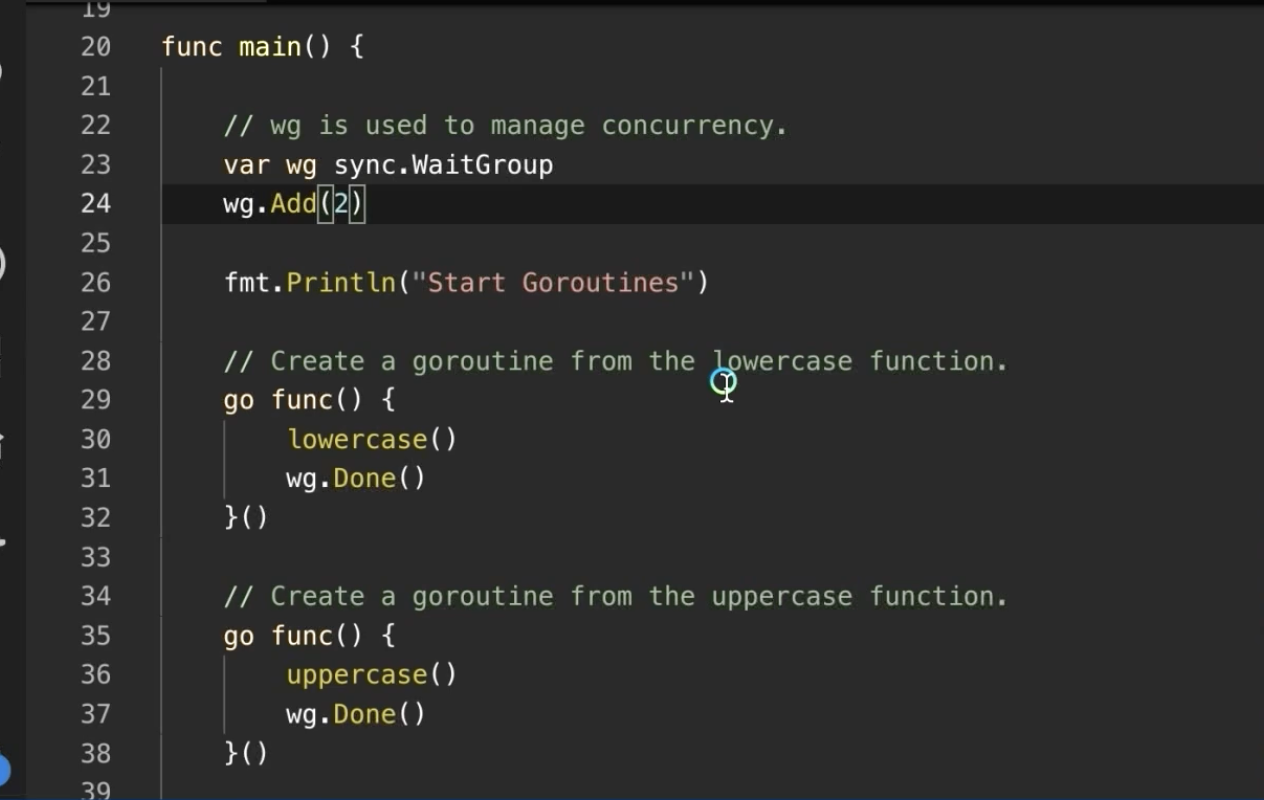 19
20 func main() {
21
22 // wg is used to manage concurrency.
23 var wg sync.WaitGroup
24 wg.Add(2)
25
26 fmt.Println("Start Goroutines")
27
28 // Create a goroutine from the lowercase function.
29 go func() {
30 lowercase()
31 wg.Done()
32 }()
33
34 // Create a goroutine from the uppercase function.
35 go func() {
36 uppercase()
37 wg.Done()
38 }()
39